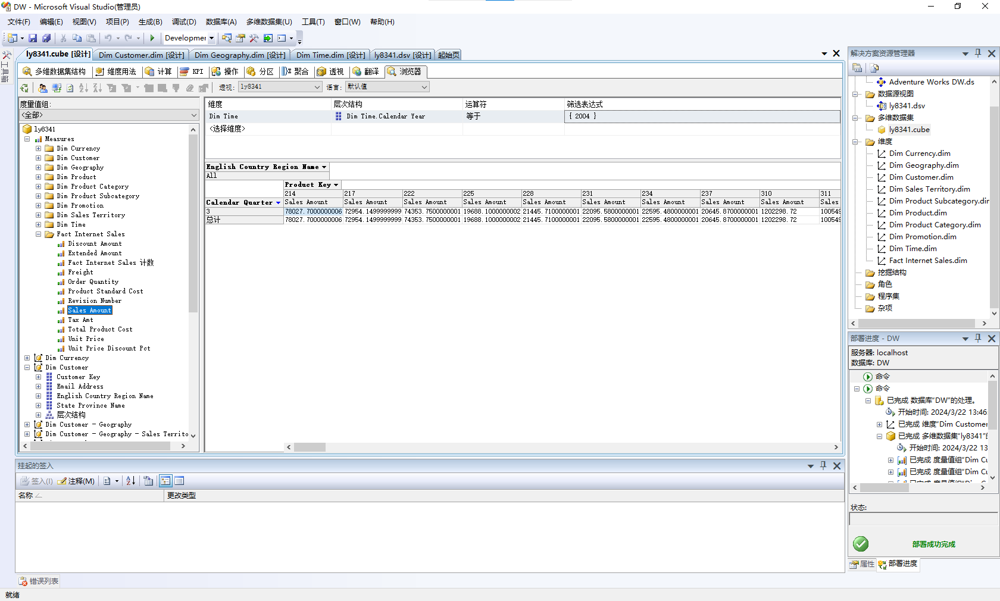 DW - Microsoft Visual Studio(管理员)
文件(F) 编辑(E) 视图(V) 项目(P) 生成(B) 调试(D) 数据库(A) 多维数据集(U) 工具(T) 窗口(W) 帮助(H)
Developmer
工具箱
ly8341.cube [设计] Dim Customer.dim [设计] Dim Geography.dim [设计] Dim Time.dim [设计] ly8341.dsv [设计] 起始页
多维数据集结构 维度用法 计算 KPI 操作 分区 聚合 透视 翻译 浏览器
透视: ly8341 语言: 默认值
度量值组:
<全部>
ly8341
Measures
Dim Currency
Dim Customer
Dim Geography
Dim Product
Dim Product Category
Dim Product Subcategory
Dim Promotion
Dim Sales Territory
Dim Time
Fact Internet Sales
Discount Amount
Extended Amount
Fact Internet Sales 计数
Freight
Order Quantity
Product Standard Cost
Revision Number
Sales Amount
Tax Amt
Total Product Cost
Unit Price
Unit Price Discount Pct
Dim Currency
Dim Customer
Customer Key
Email Address
English Country Region Name
State Province Name
层次结构
Dim Customer - Geography
Dim Customer - Geography - Sales Territo
维度 层次结构 运算符 筛选表达式
Dim Time Dim Time.Calendar Year 等于 { 2004 }
<选择维度>
English Country Region Name
All
Product Key
214 217 222 225 228 231 234 237 310 311
Calendar Quarter Sales Amount Sales Amount Sales Amount Sales Amount Sales Amount Sales Amount Sales Amount Sales Amount Sales Amount Sales
3 78027.7000000006 72954.1499999999 74353.7500000001 19688.1000000002 21445.7100000001 22095.5800000001 22595.4800000001 20645.8700000001 1202298.72 100549
总计 78027.7000000006 72954.1499999999 74353.7500000001 19688.1000000002 21445.7100000001 22095.5800000001 22595.4800000001 20645.8700000001 1202298.72 100549
挂起的签入
签入(I) 注释(M)
名称 更改类型
错误列表
就绪
解决方案资源管理器
Adventure Works DW.ds
数据源视图
ly8341.dsv
多维数据集
ly8341.cube
维度
Dim Currency.dim
Dim Geography.dim
Dim Customer.dim
Dim Sales Territory.dim
Dim Product Subcategory.dir
Dim Product.dim
Dim Product Category.dim
Dim Promotion.dim
Dim Time.dim
Fact Internet Sales.dim
挖掘结构
角色
程序集
杂项
部署进度 - DW
服务器: localhost
数据库: DW
命令
命令
已完成 数据库“DW”的处理。
开始时间: 2024/3/22 13:46
已完成 维度“Dim Customer
已完成 多维数据集“ly8341”的
开始时间: 2024/3/22 13
已完成 度量值组“Dim Cu
已完成 度量值组“Dim C
状态:
部署成功完成
属性 部署进度